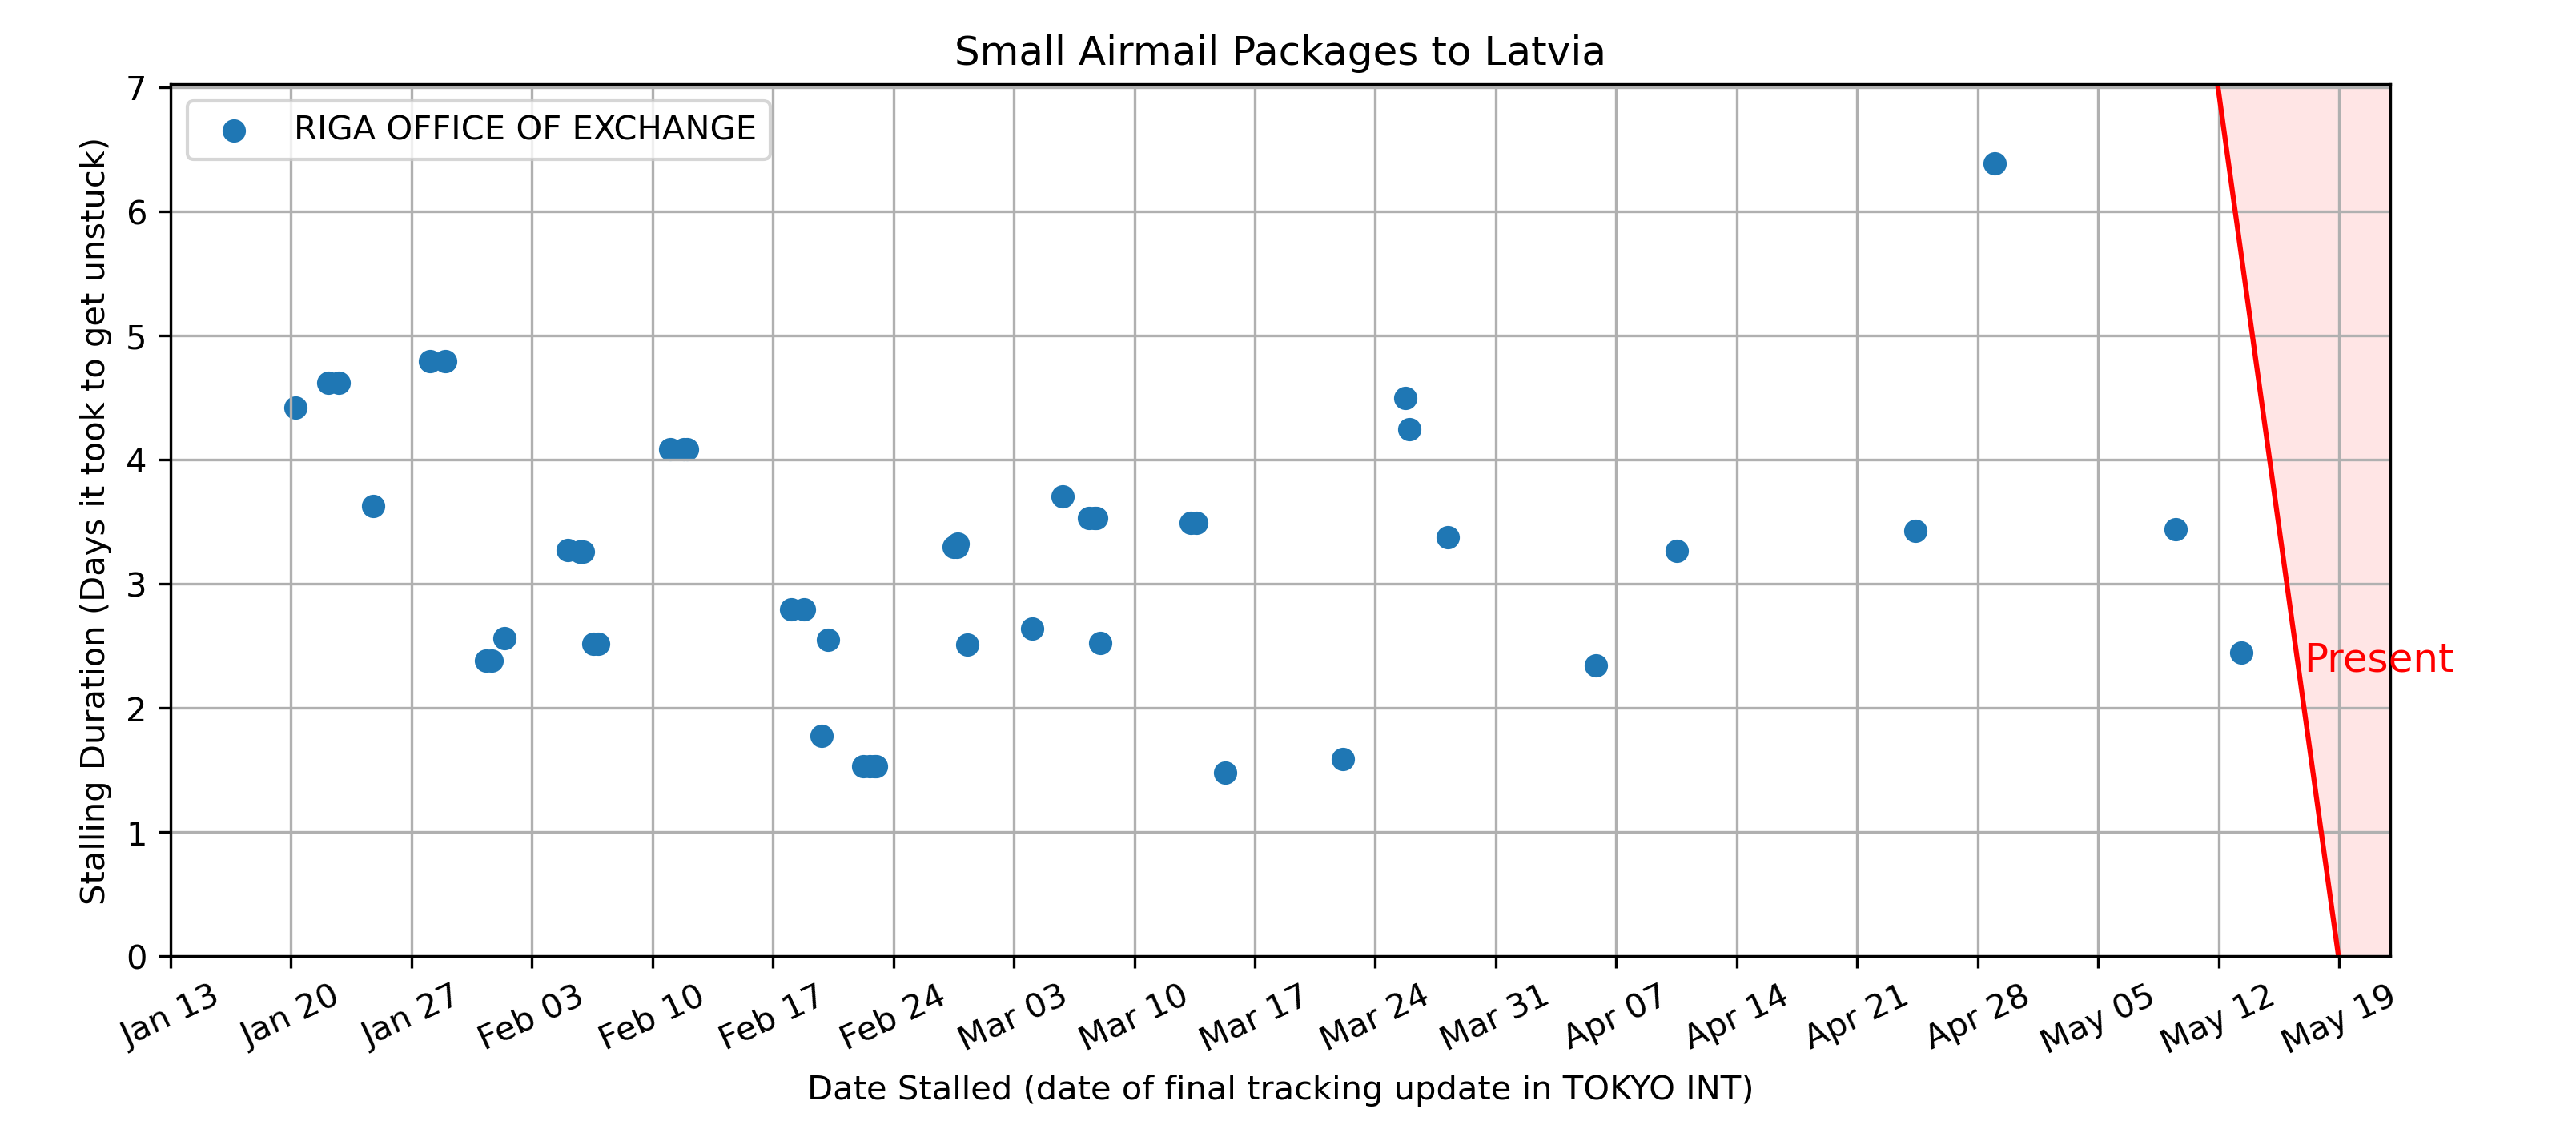 Small Airmail Packages to Latvia
RIGA OFFICE OF EXCHANGE
Stalling Duration (Days it took to get unstuck)
7
6
5
4
3
2
1
0
Present
Jan 13
Jan 20
Jan 27
Feb 03
Feb 10
Feb 17
Feb 24
Mar 03
Mar 10
Mar 17
Mar 24
Mar 31
Apr 07
Apr 14
Apr 21
Apr 28
May 05
May 12
May 19
Date Stalled (date of final tracking update in TOKYO INT)